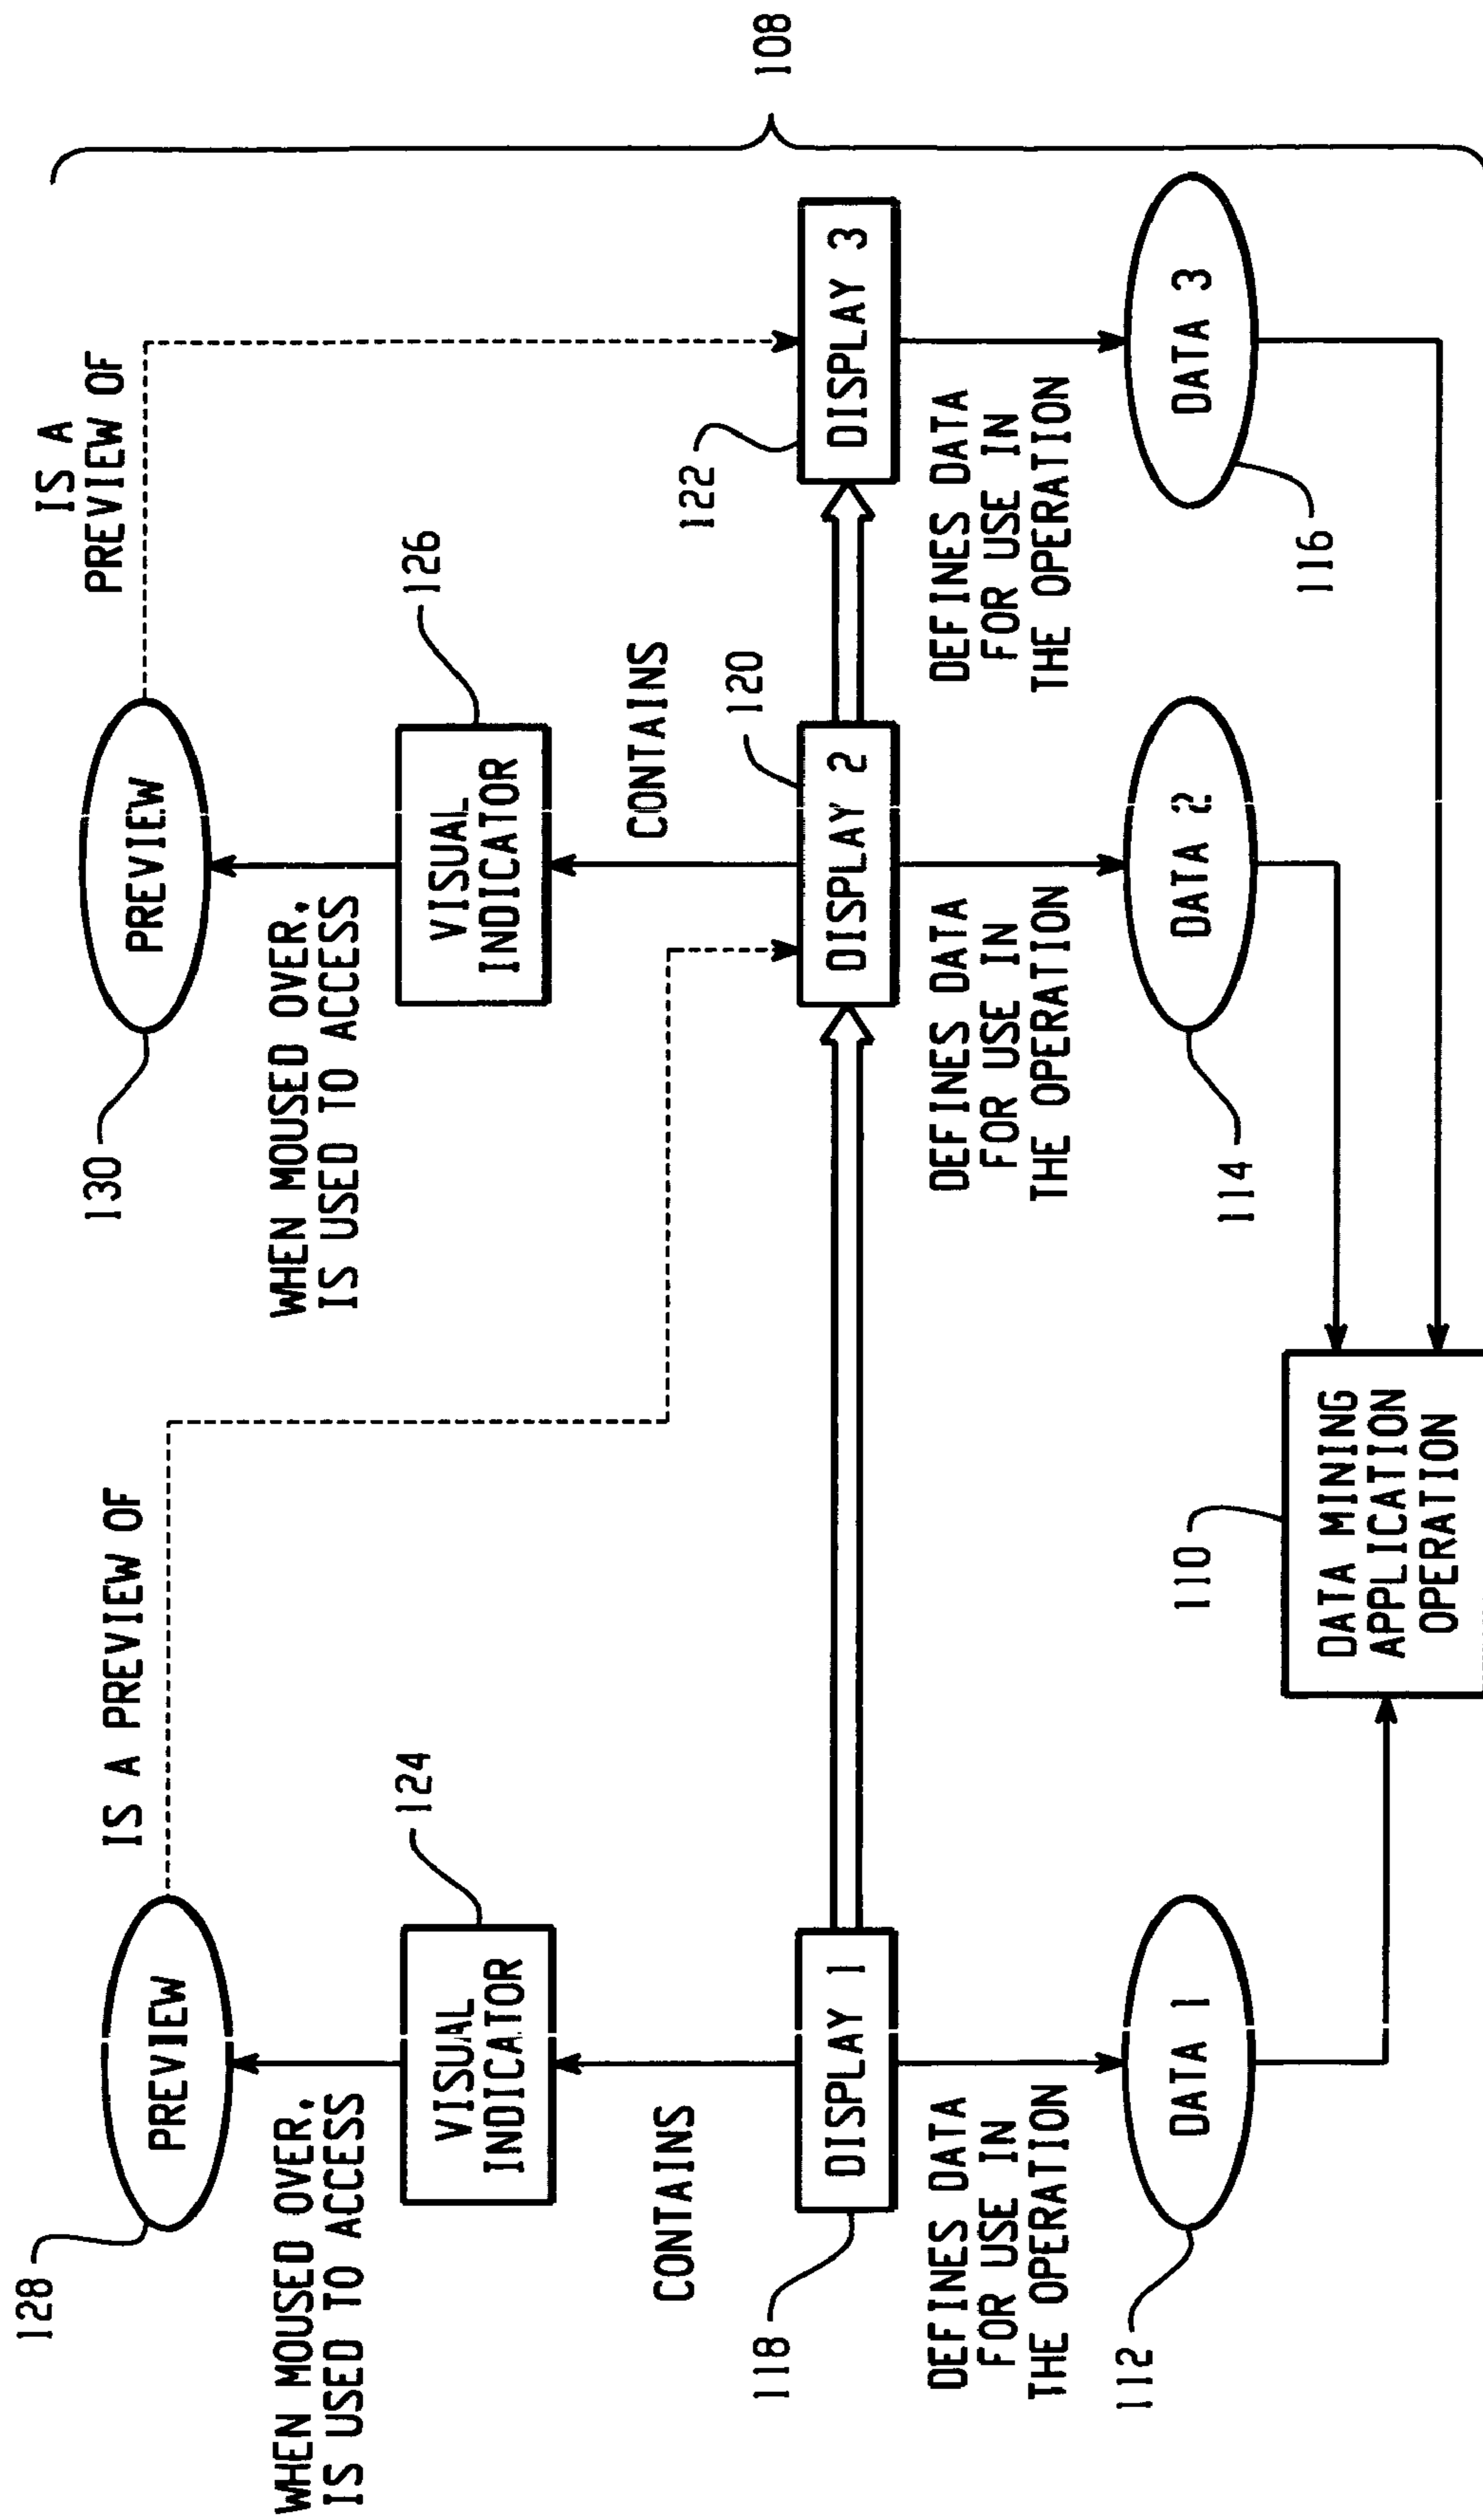 128
WHEN MOUSED OVER,
IS USED TO ACCESS
PREVIEW
IS A PREVIEW OF
130
WHEN MOUSED OVER,
IS USED TO ACCESS
PREVIEW
IS A
PREVIEW OF
VISUAL
INDICATOR
124
VISUAL
INDICATOR
126
CONTAINS
CONTAINS
118
DISPLAY 1
DISPLAY 2
120
DISPLAY 3
122
108
DEFINES DATA
FOR USE IN
THE OPERATION
DEFINES DATA
FOR USE IN
THE OPERATION
DEFINES DATA
FOR USE IN
THE OPERATION
112
DATA 1
114
DATA 2
116
DATA 3
110
DATA MINING
APPLICATION
OPERATION